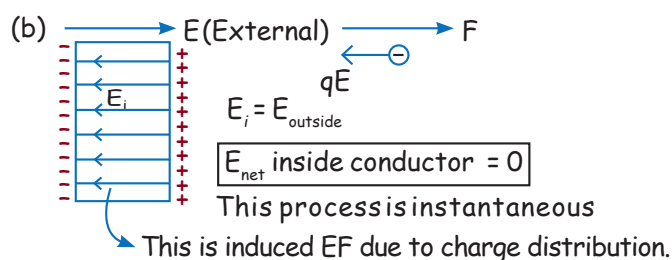 (b) E (External) F
- + −
qE
E_i
E_i = E_outside
E_net inside conductor = 0
This process is instantaneous
This is induced EF due to charge distribution.